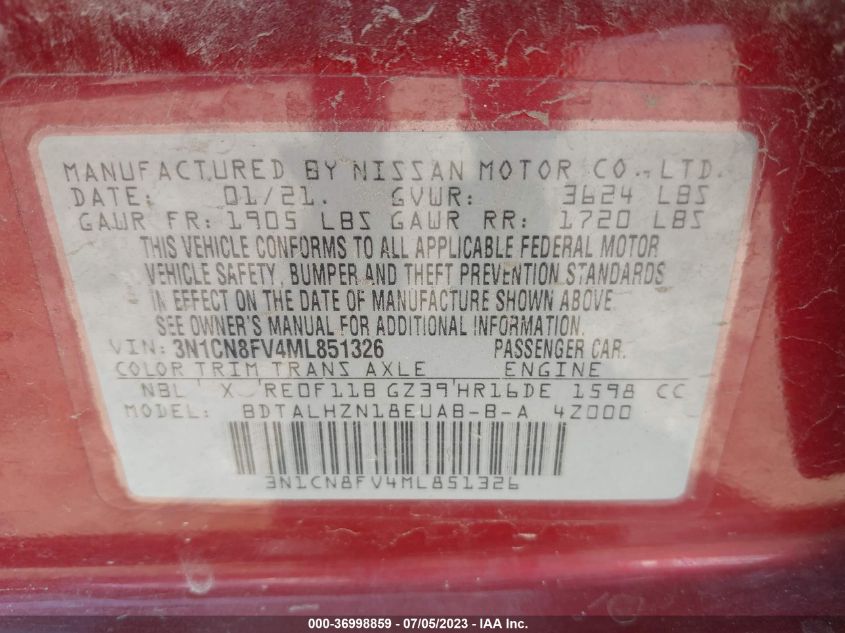 MANUFACTURED BY NISSAN MOTOR CO., LTD.
DATE: 01/21. GVWR: 3624 LBS
GAWR FR: 1905 LBS GAWR RR: 1720 LBS
THIS VEHICLE CONFORMS TO ALL APPLICABLE FEDERAL MOTOR
VEHICLE SAFETY, BUMPER AND THEFT PREVENTION STANDARDS
IN EFFECT ON THE DATE OF MANUFACTURE SHOWN ABOVE.
SEE OWNER'S MANUAL FOR ADDITIONAL INFORMATION.
VIN: 3N1CN8FV4ML851326 PASSENGER CAR.
COLOR TRIM TRANS AXLE ENGINE
NBL X RE0F11B GZ39 HR16DE 1598 CC
MODEL: BDTALHZN18EUAB-B-A 4Z000
3N1CN8FV4ML851326
000-36998859 - 07/05/2023 - IAA Inc.